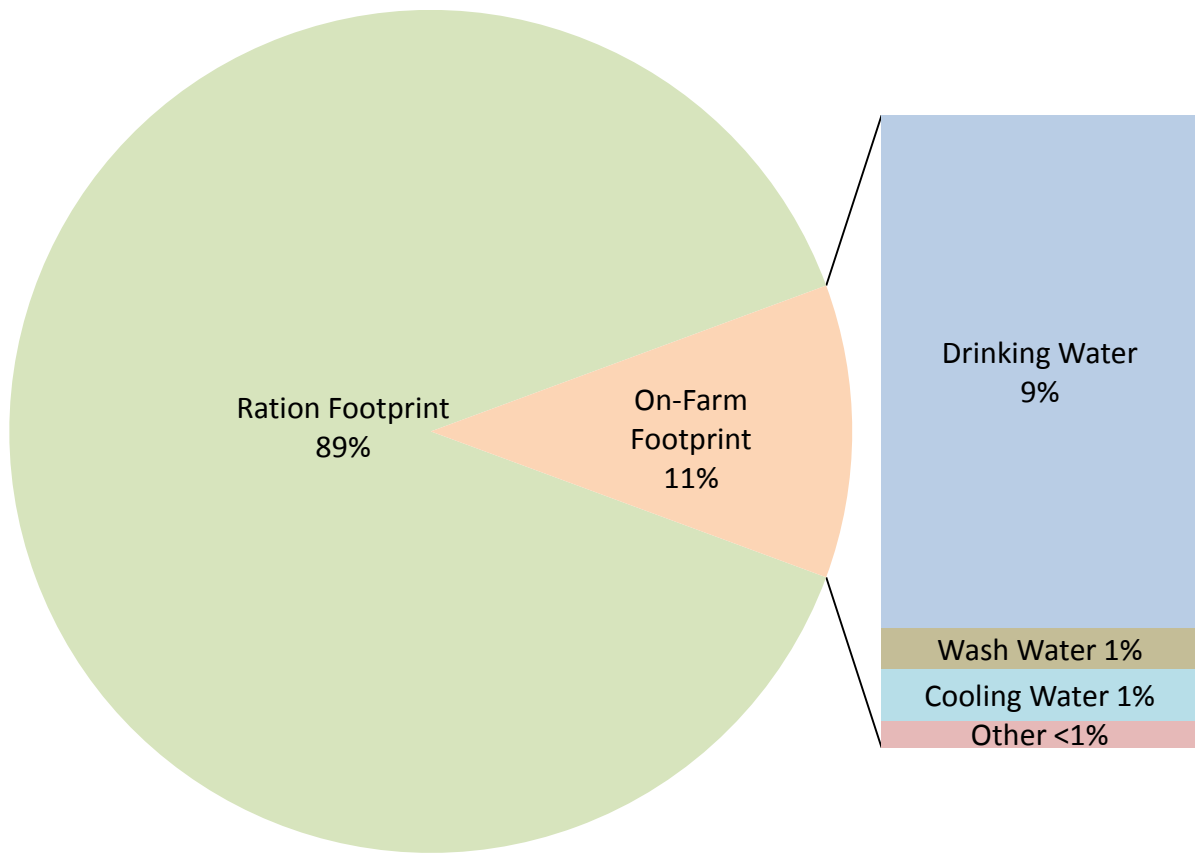 Ration Footprint
89%
On-Farm
Footprint
11%
Drinking Water
9%
Wash Water 1%
Cooling Water 1%
Other <1%